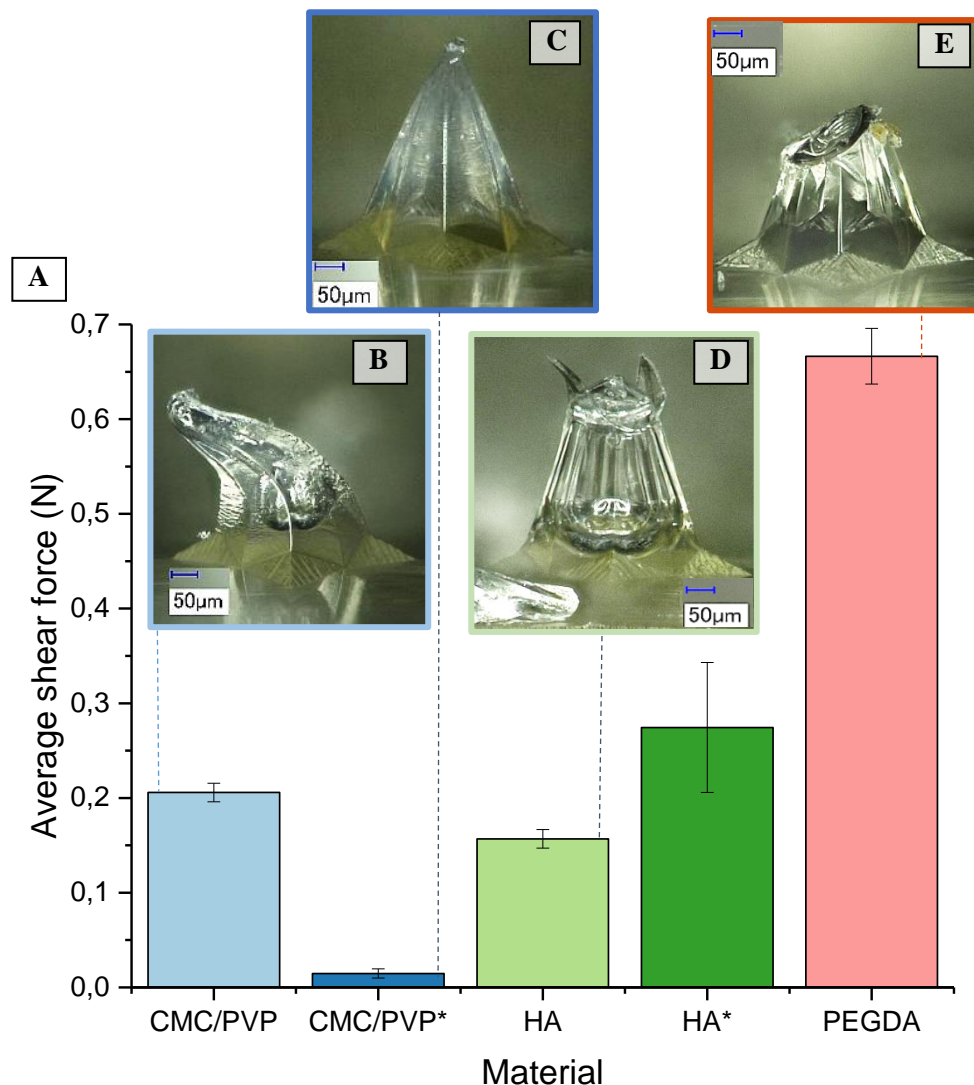 C
50µm
E
50µm
A
B
50µm
D
50µm
0,7
0,6
0,5
0,4
0,3
0,2
0,1
0,0
Average shear force (N)
CMC/PVP
CMC/PVP*
HA
HA*
PEGDA
Material